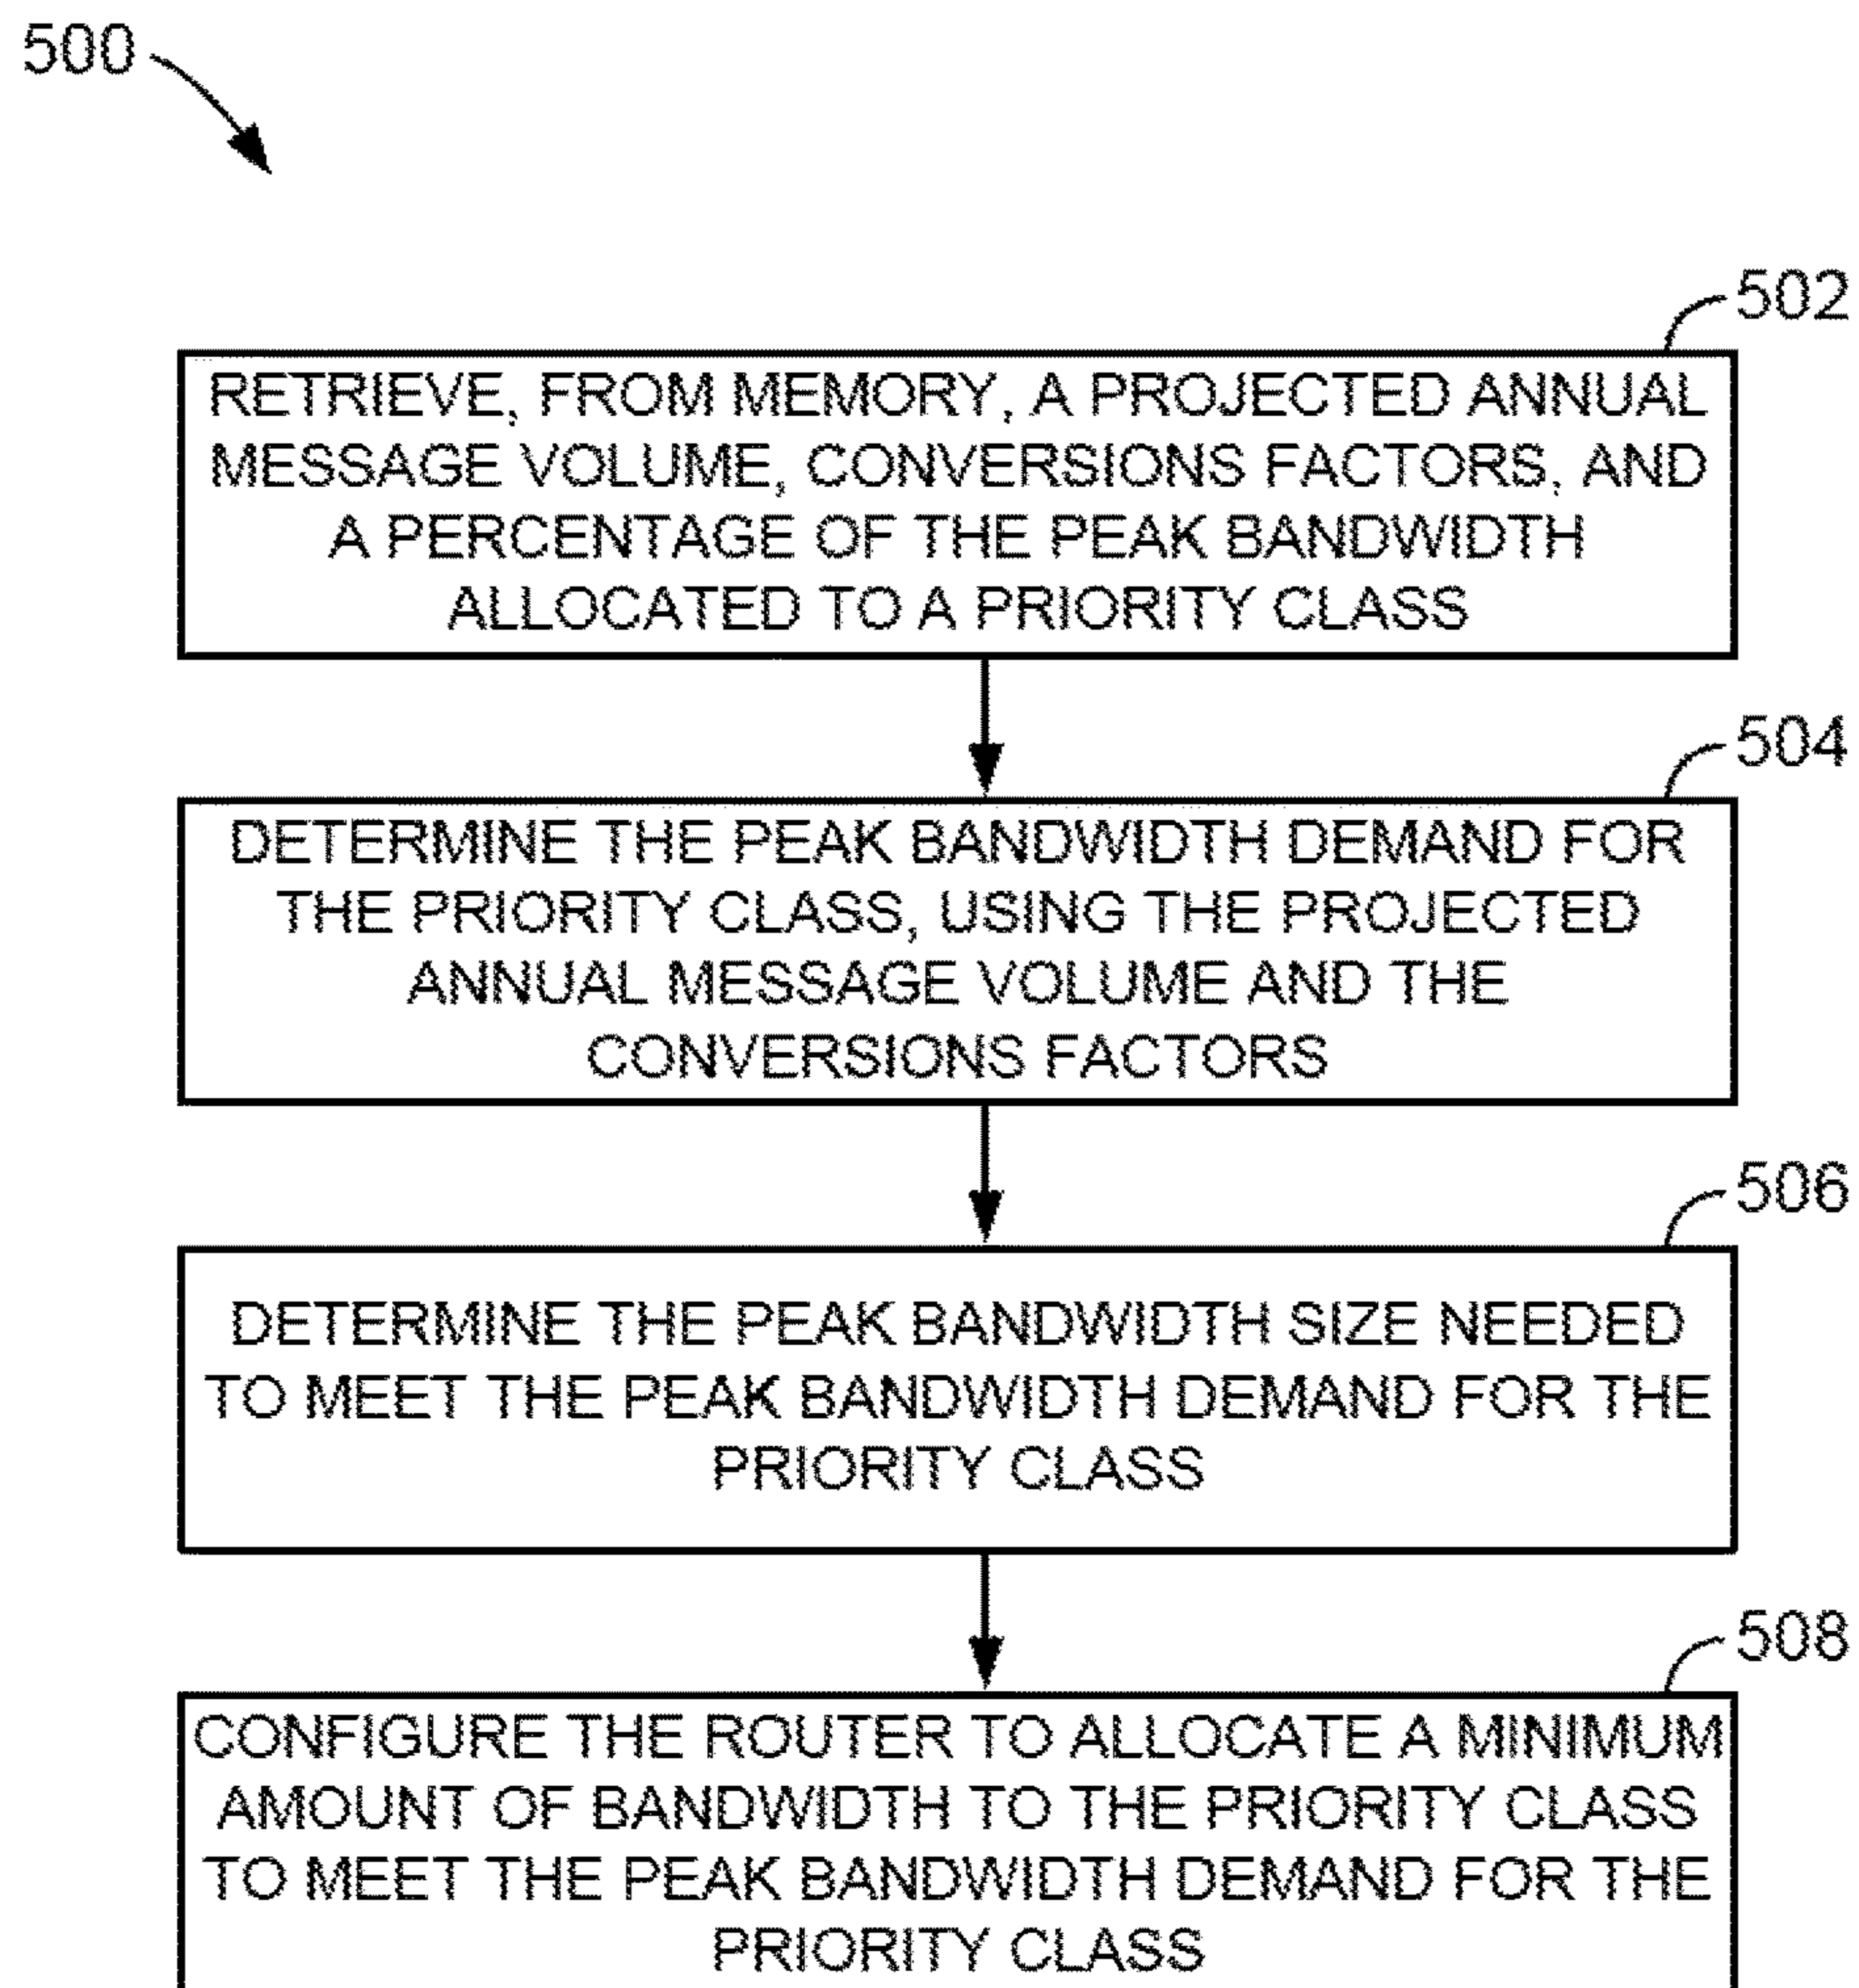 500
502
RETRIEVE, FROM MEMORY, A PROJECTED ANNUAL
MESSAGE VOLUME, CONVERSIONS FACTORS, AND
A PERCENTAGE OF THE PEAK BANDWIDTH
ALLOCATED TO A PRIORITY CLASS
504
DETERMINE THE PEAK BANDWIDTH DEMAND FOR
THE PRIORITY CLASS, USING THE PROJECTED
ANNUAL MESSAGE VOLUME AND THE
CONVERSIONS FACTORS
506
DETERMINE THE PEAK BANDWIDTH SIZE NEEDED
TO MEET THE PEAK BANDWIDTH DEMAND FOR THE
PRIORITY CLASS
508
CONFIGURE THE ROUTER TO ALLOCATE A MINIMUM
AMOUNT OF BANDWIDTH TO THE PRIORITY CLASS
TO MEET THE PEAK BANDWIDTH DEMAND FOR THE
PRIORITY CLASS